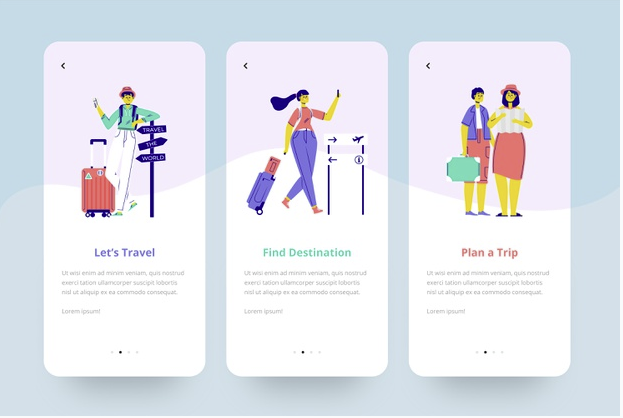 TRAVEL
THE
WORLD
Let's Travel
Ut wisi enim ad minim veniam, quis nostrud
exerci tation ullamcorper suscipit lobortis
nisl ut aliquip ex ea commodo consequat.
Lorem ipsum!
Find Destination
Ut wisi enim ad minim veniam, quis nostrud
exerci tation ullamcorper suscipit lobortis
nisl ut aliquip ex ea commodo consequat.
Lorem ipsum!
Plan a Trip
Ut wisi enim ad minim veniam, quis nostrud
exerci tation ullamcorper suscipit lobortis
nisl ut aliquip ex ea commodo consequat.
Lorem ipsum!